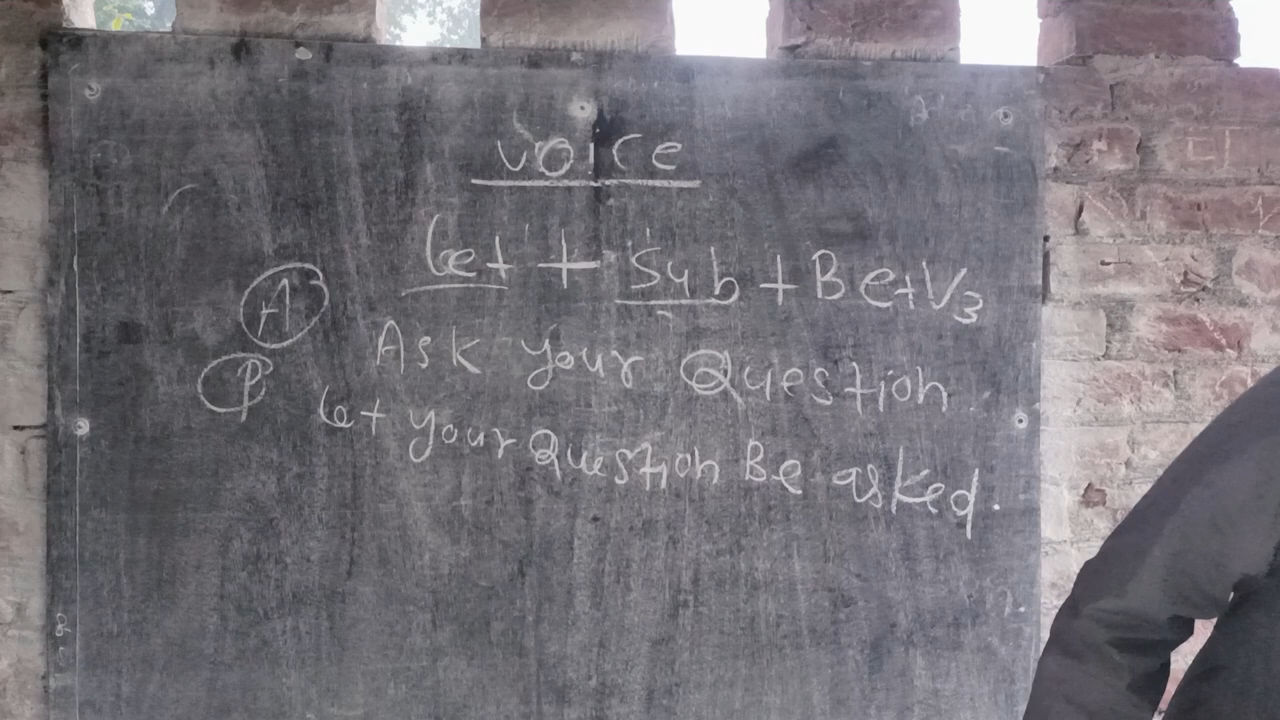 voice
Let + Sub + Be + V3
(A) Ask your Question
(P) Let your Question Be asked.